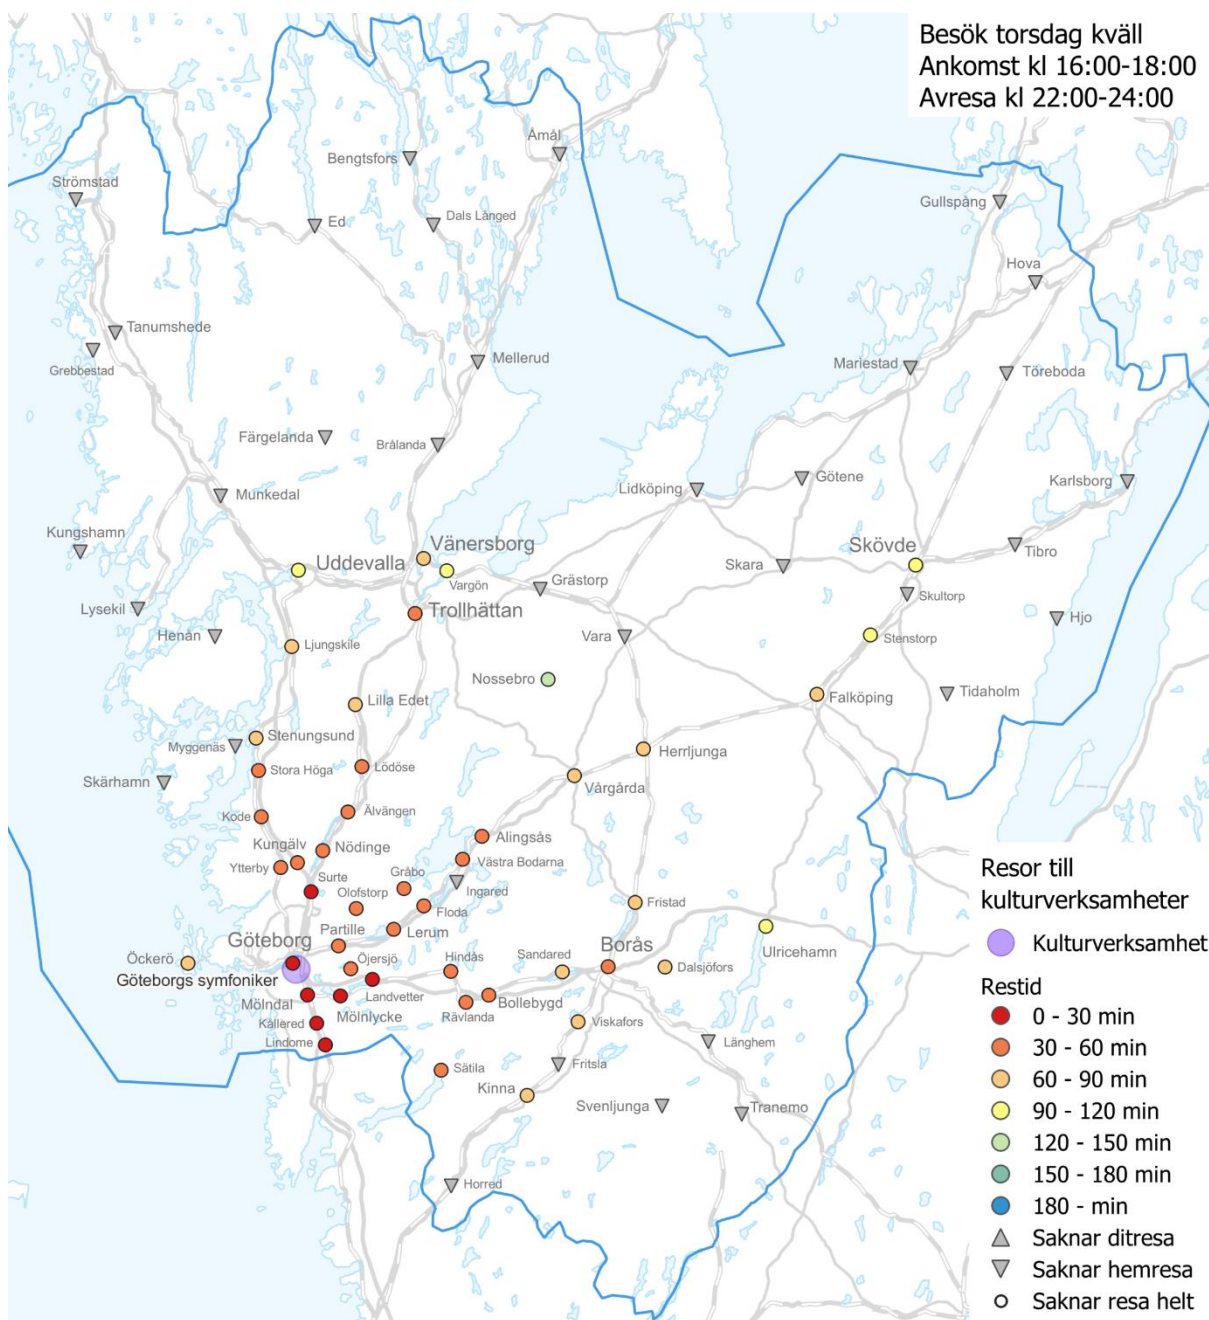 Besök torsdag kväll
Ankomst kl 16:00-18:00
Avresa kl 22:00-24:00
Åmål
Bengtsfors
Strömstad
Gullspång
Dals Långed
Ed
Hova
Tanumshede
Mellerud
Mariestad
Töreboda
Grebbestad
Färgelanda
Brålanda
Götene
Karlsborg
Lidköping
Munkedal
Kungshamn
Vänersborg
Skövde
Tibro
Uddevalla
Skara
Vargön
Grästorp
Skultorp
Lysekil
Trollhättan
Hjo
Henån
Vara
Stenstorp
Ljungskile
Nossebro
Tidaholm
Falköping
Lilla Edet
Stenungsund
Myggenäs
Herrljunga
Stora Höga
Lödöse
Skärhamn
Vårgårda
Kode
Älvängen
Alingsås
Kungälv
Nödinge
Västra Bodarna
Ytterby
Gråbo
Surte
Ingared
Olofstorp
Fristad
Floda
Partille
Lerum
Göteborg
Borås
Ulricehamn
Öckerö
Öjersjö
Hindås
Sandared
Dalsjöfors
Göteborgs symfoniker
Landvetter
Mölndal
Mölnlycke
Rävlanda
Bollebygd
Kållered
Viskafors
Lindome
Länghem
Sätila
Fritsla
Kinna
Svenljunga
Tranemo
Horred
Resor till
kulturverksamheter
Kulturverksamhet
Restid
0 - 30 min
30 - 60 min
60 - 90 min
90 - 120 min
120 - 150 min
150 - 180 min
180 - min
Saknar ditresa
Saknar hemresa
Saknar resa helt